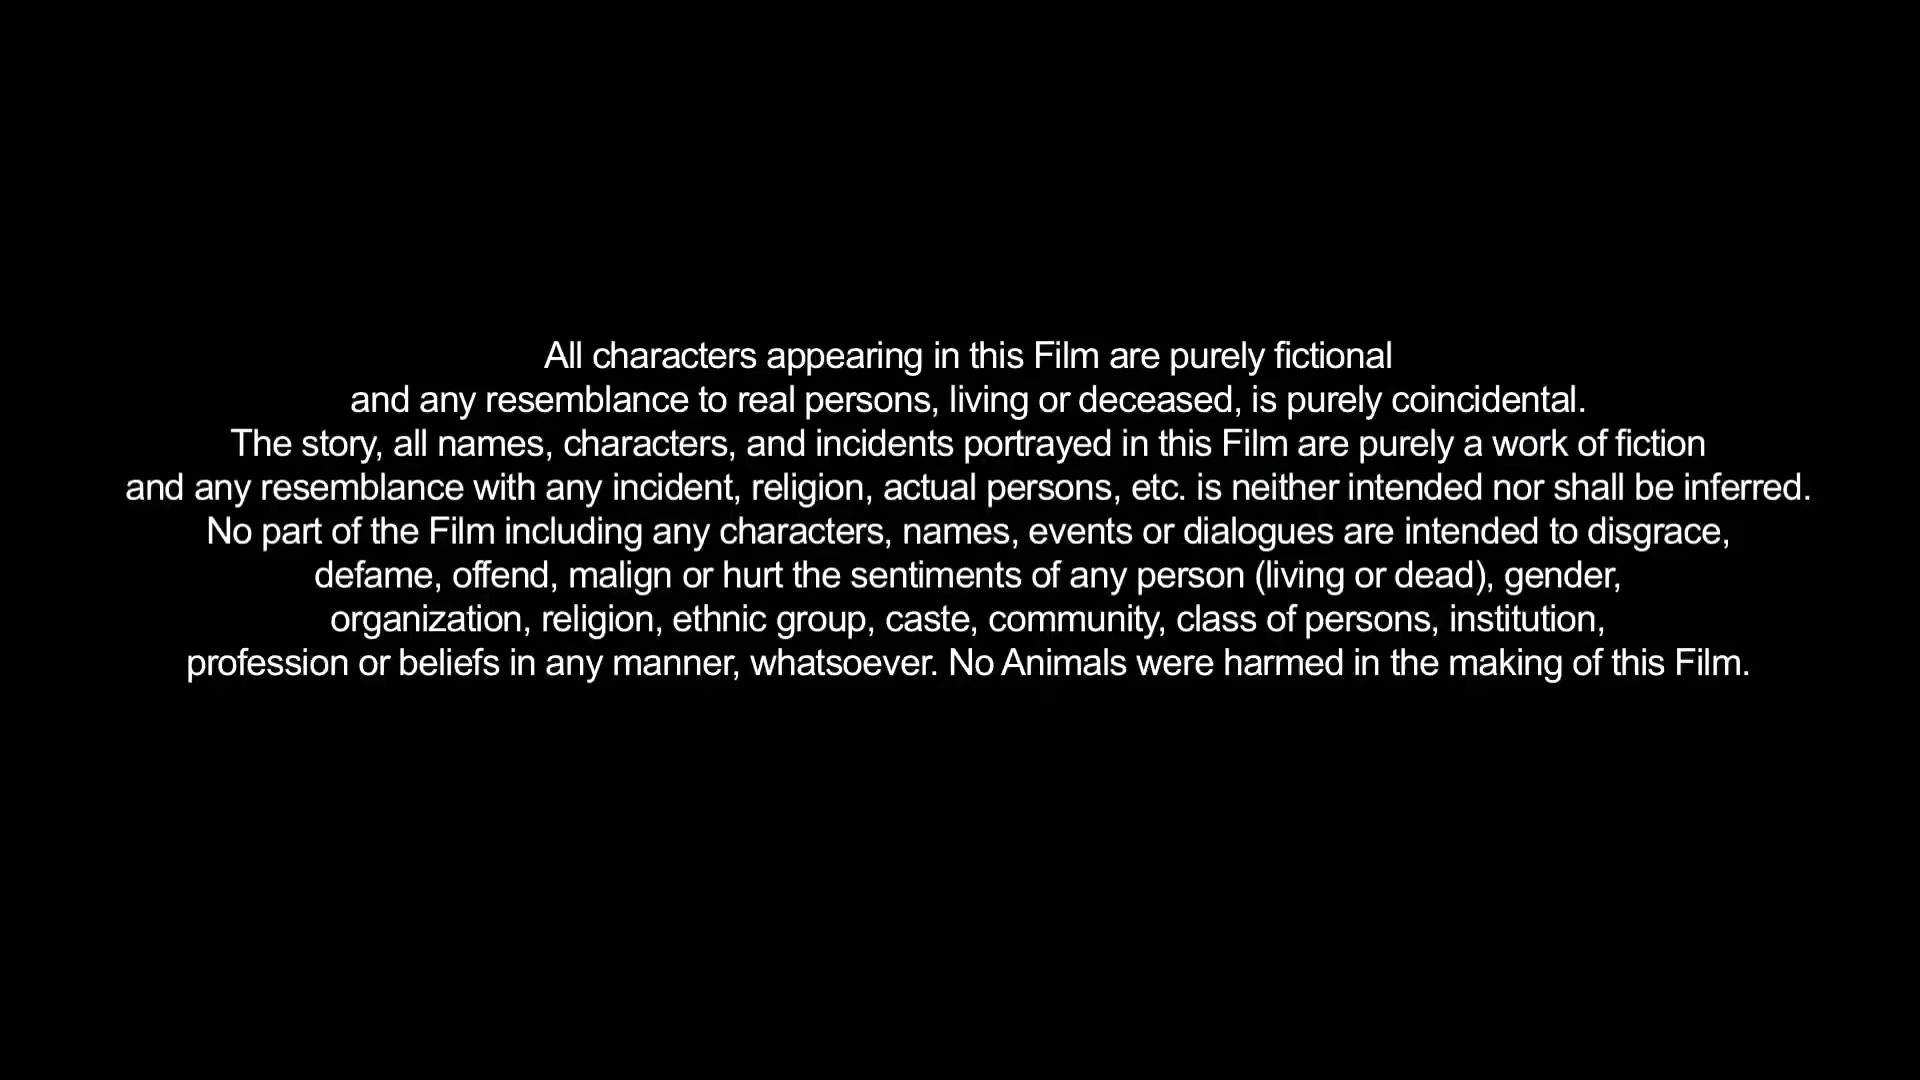 All characters appearing in this Film are purely fictional
and any resemblance to real persons, living or deceased, is purely coincidental.
The story, all names, characters, and incidents portrayed in this Film are purely a work of fiction
and any resemblance with any incident, religion, actual persons, etc. is neither intended nor shall be inferred.
No part of the Film including any characters, names, events or dialogues are intended to disgrace,
defame, offend, malign or hurt the sentiments of any person (living or dead), gender,
organization, religion, ethnic group, caste, community, class of persons, institution,
profession or beliefs in any manner, whatsoever. No Animals were harmed in the making of this Film.